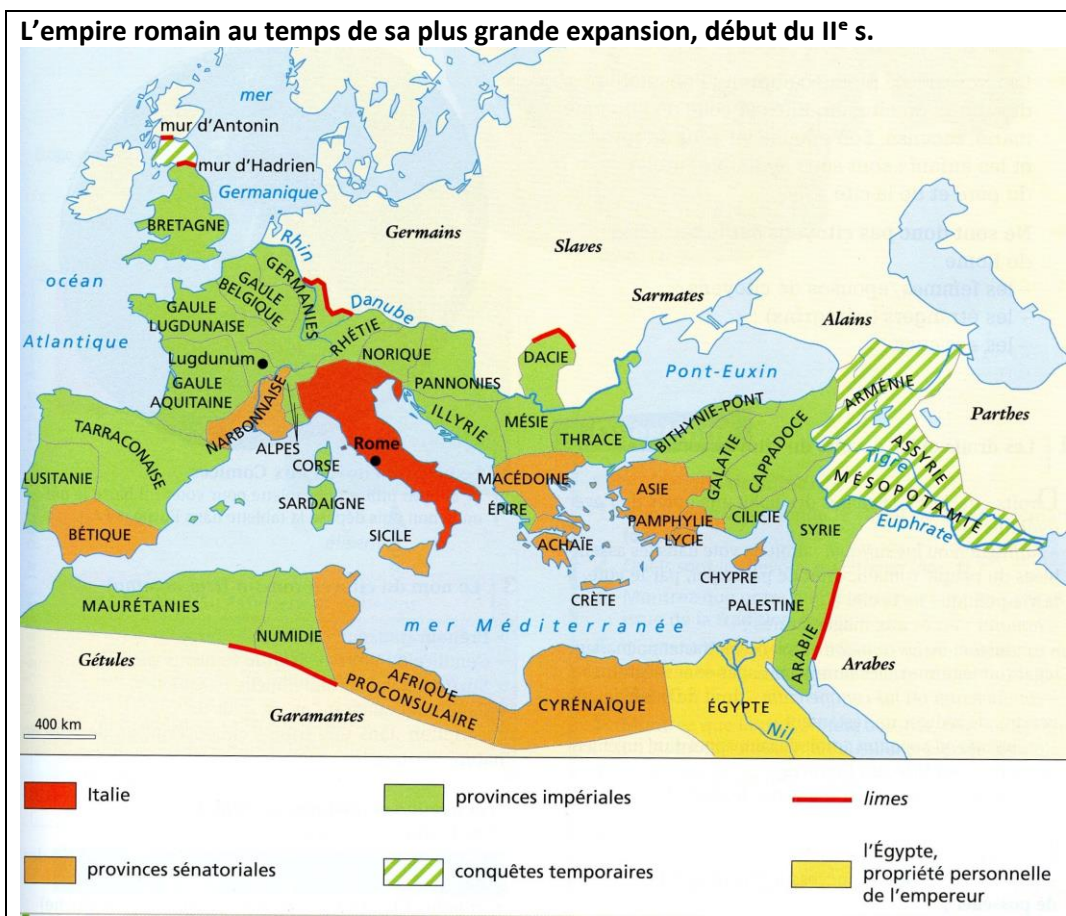 L'empire romain au temps de sa plus grande expansion, début du IIᵉ s.
mer
mur d'Antonin
mur d'Hadrien
Germanique
BRETAGNE
Germains
Slaves
Rhin
océan
GERMANIES
GAULE
BELGIQUE
Danube
Sarmates
Alains
GAULE
LUGDUNAISE
RHÉTIE
Atlantique
NORIQUE
DACIE
Lugdunum
Pont-Euxin
ARMÉNIE
PANNONIES
GAULE
AQUITAINE
NARBONNAISE
ILLYRIE
MÉSIE
BITHYNIE-PONT
Parthes
TARRACONAISE
ALPES
THRACE
CAPPADOCE
ASSYRIE
Rome
CORSE
GALATIE
Tigre
LUSITANIE
MACÉDOINE
ASIE
MÉSOPOTAMIE
SARDAIGNE
ÉPIRE
PAMPHYLIE
CILICIE
SYRIE
Euphrate
BÉTIQUE
SICILE
ACHAÏE
LYCIE
CHYPRE
CRÈTE
PALESTINE
MAURÉTANIES
mer Méditerranée
NUMIDIE
ARABIE
Gétules
Arabes
AFRIQUE
PROCONSULAIRE
CYRÉNAÏQUE
ÉGYPTE
Garamantes
Nil
400 km
Italie
provinces impériales
limes
provinces sénatoriales
conquêtes temporaires
l'Égypte,
propriété personnelle
de l'empereur